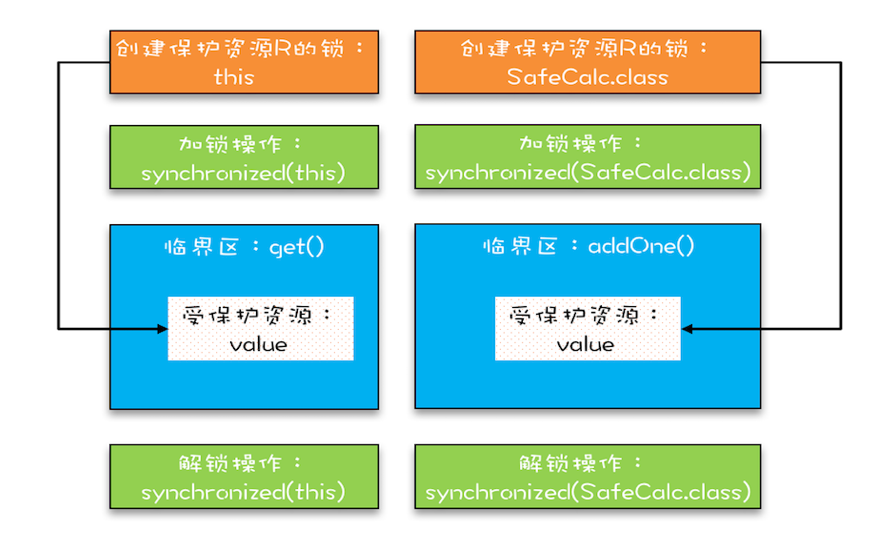 创建保护资源R的锁：
this
创建保护资源R的锁：
SafeCalc.class
加锁操作：
synchronized(this)
加锁操作：
synchronized(SafeCalc.class)
临界区：get()
受保护资源：
value
临界区：addOne()
受保护资源：
value
解锁操作：
synchronized(this)
解锁操作：
synchronized(SafeCalc.class)